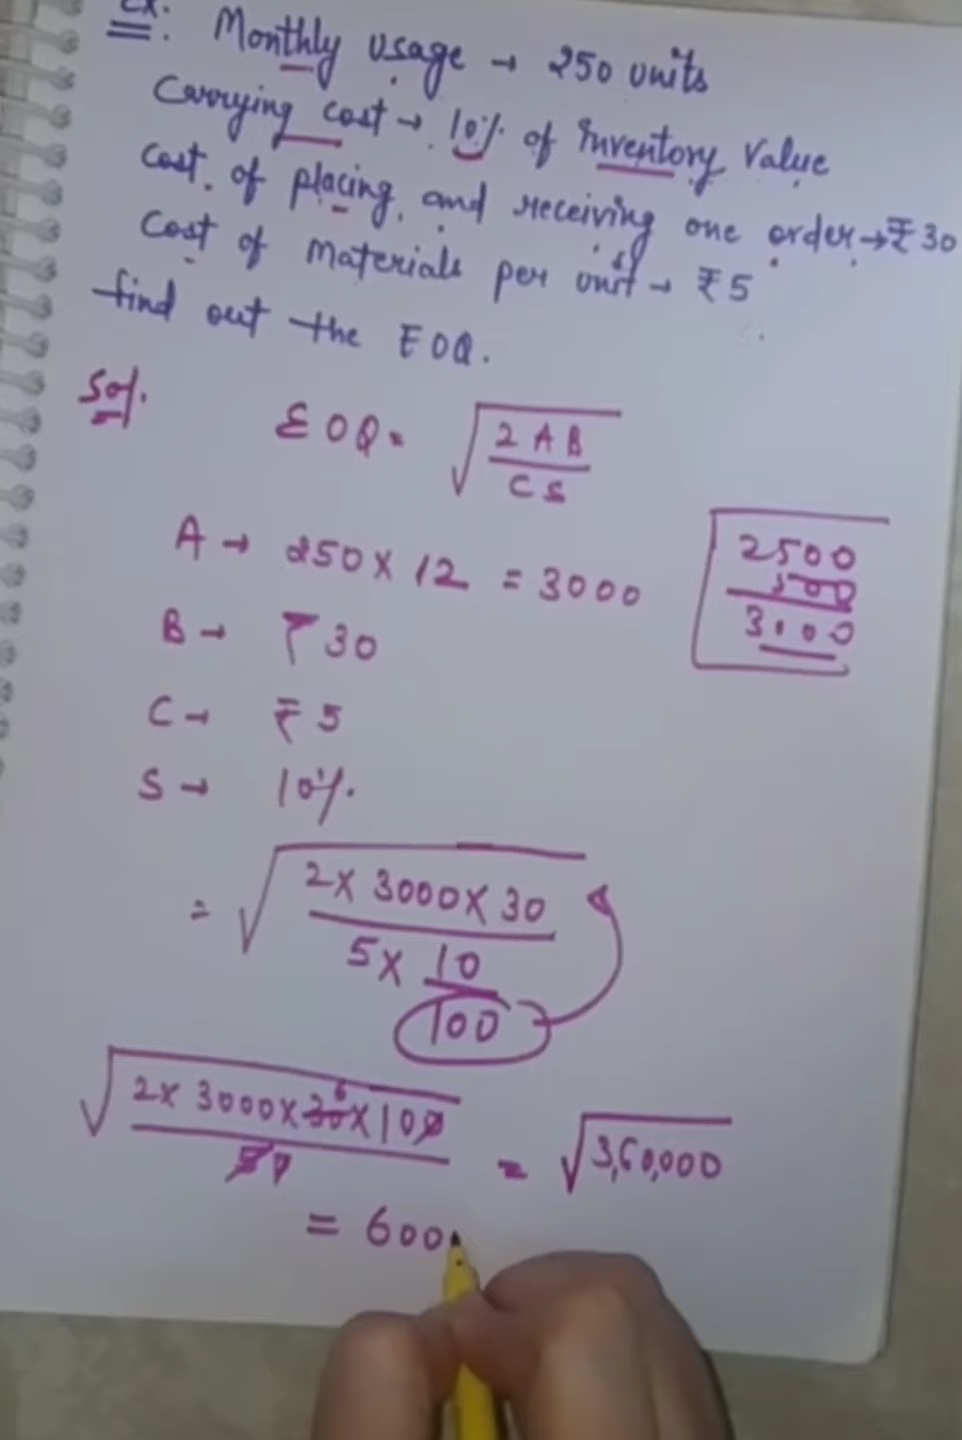 Ex: Monthly usage → 250 units
Carrying cost → 10% of Inventory Value
Cost of placing and receiving one order → ₹30
Cost of Materials per unit → ₹5
find out the EOQ.
Sol.
EOQ = √(2AB/CS)
A → 250 × 12 = 3000
2500
500
3000
B → ₹30
C → ₹5
S → 10%
= √(2 × 3000 × 30 / 5 × 10/100)
√(2 × 3000 × 30 6 × 100 / 5)
= √3,60,000
= 600